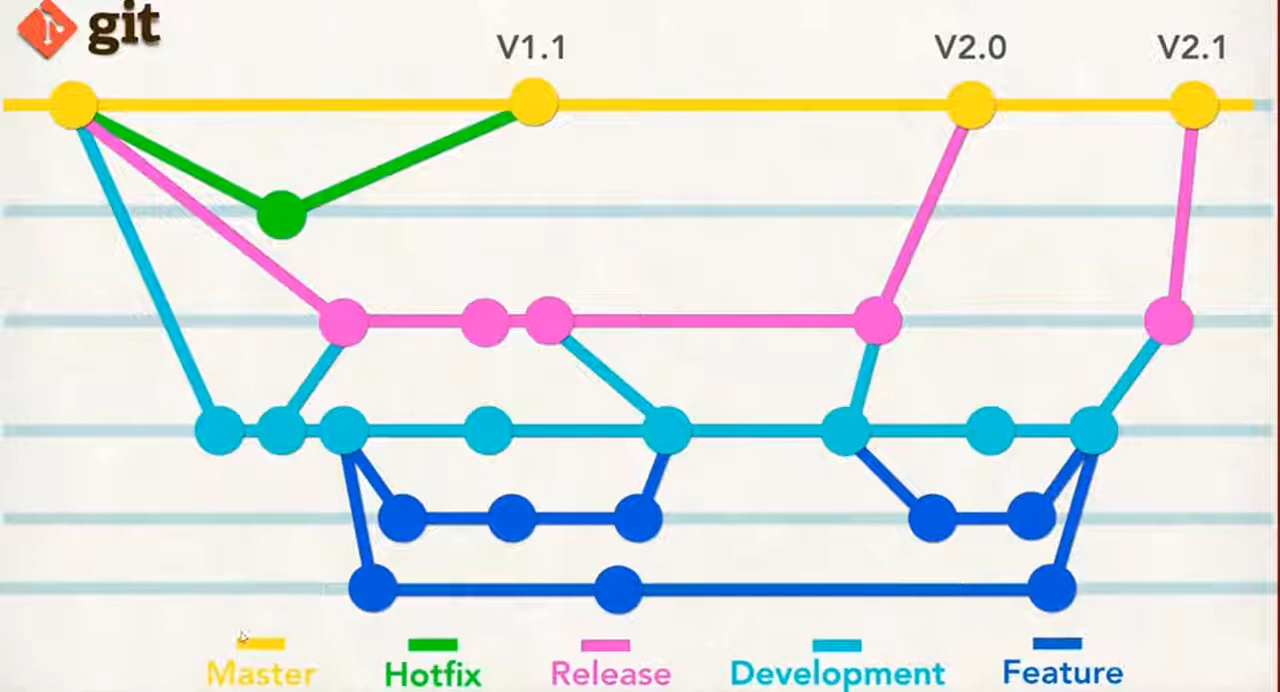 git
V1.1
V2.0
V2.1
Master
Hotfix
Release
Development
Feature